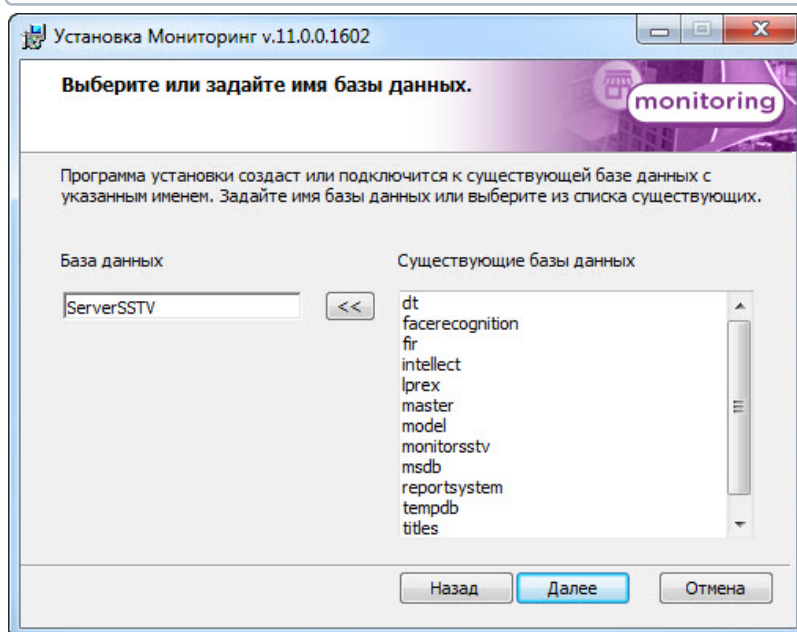 Установка Мониторинг v.11.0.0.1602
Выберите или задайте имя базы данных.
monitoring
Программа установки создаст или подключится к существующей базе данных с
указанным именем. Задайте имя базы данных или выберите из списка существующих.
База данных
Существующие базы данных
ServerSSTV
<<
dt
facerecognition
fir
intellect
lprex
master
model
monitorsstv
msdb
reportsystem
tempdb
titles
Назад
Далее
Отмена